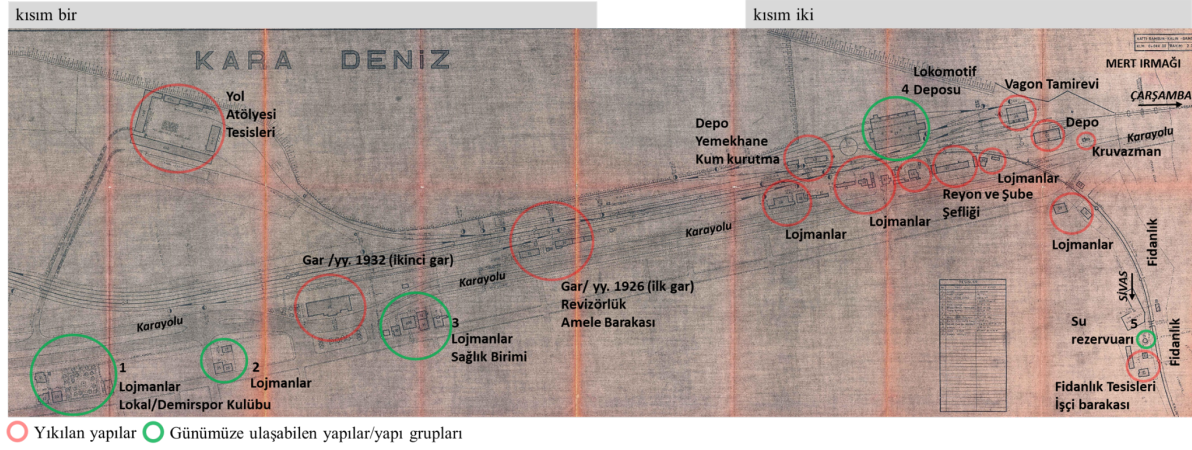 kısım bir
kısım iki
KARA DENİZ
MERT IRMAĞI
ÇARŞAMBA
Yol
Atölyesi
Tesisleri
Lokomotif
4 Deposu
Vagon Tamirevi
Depo
Karayolu
Kruvazman
Depo
Yemekhane
Kum kurutma
Lojmanlar
Reyon ve Şube
Şefliği
Lojmanlar
Lojmanlar
Lojmanlar
Karayolu
Fidanlık
Gar /yy. 1932 (ikinci gar)
Karayolu
Gar/ yy. 1926 (ilk gar)
Revizörlük
Amele Barakası
SİVAS
Karayolu
3
Lojmanlar
Sağlık Birimi
Su
rezervuarı
5
Fidanlık
1
Lojmanlar
Lokal/Demirspor Kulübu
2
Lojmanlar
Fidanlık Tesisleri
İşçi barakası
Yıkılan yapılar
Günümüze ulaşabilen yapılar/yapı grupları